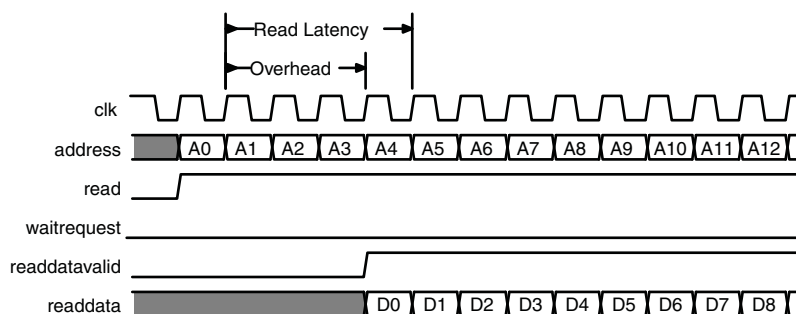 Read Latency
Overhead
clk
address A0 A1 A2 A3 A4 A5 A6 A7 A8 A9 A10 A11 A12
read
waitrequest
readdatavalid
readdata D0 D1 D2 D3 D4 D5 D6 D7 D8